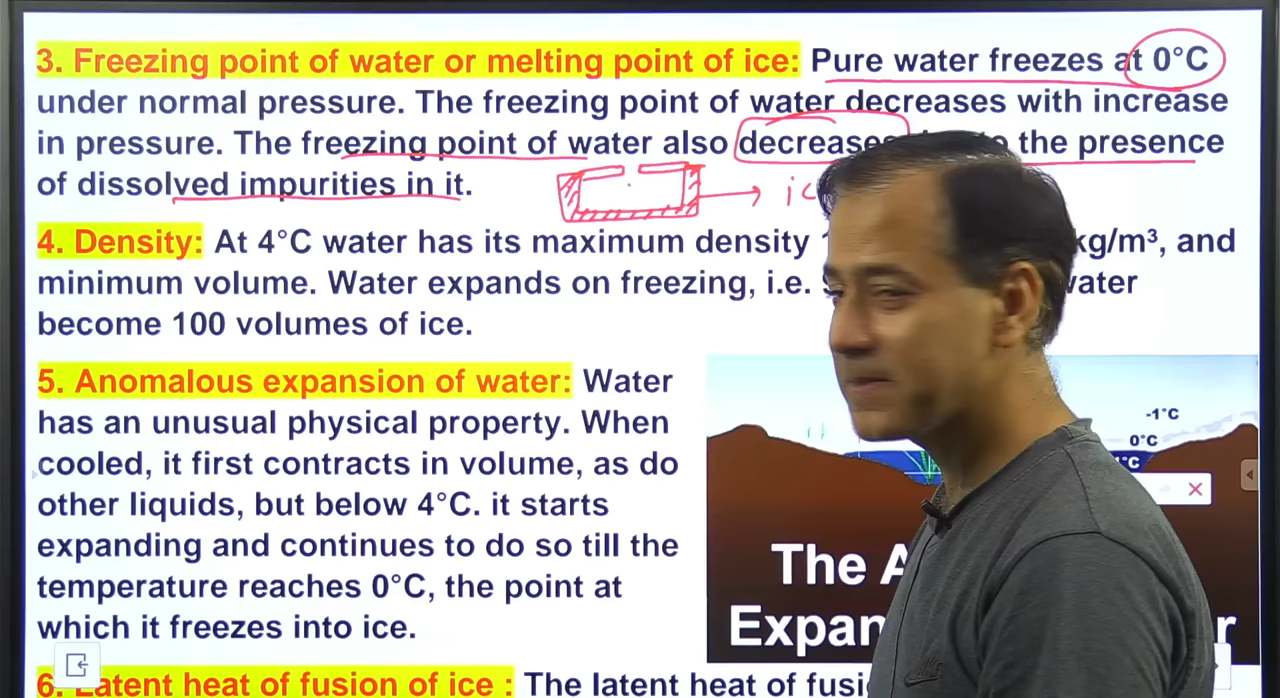 3. Freezing point of water or melting point of ice: Pure water freezes at 0°C
under normal pressure. The freezing point of water decreases with increase
in pressure. The freezing point of water also decreases the presence
of dissolved impurities in it.
4. Density: At 4°C water has its maximum density kg/m³, and
minimum volume. Water expands on freezing, i.e.
become 100 volumes of ice.
5. Anomalous expansion of water: Water
has an unusual physical property. When
cooled, it first contracts in volume, as do
other liquids, but below 4°C. it starts
expanding and continues to do so till the
temperature reaches 0°C, the point at
which it freezes into ice.
-1°C
0°C
The
6. Latent heat of fusion of ice : The latent heat of